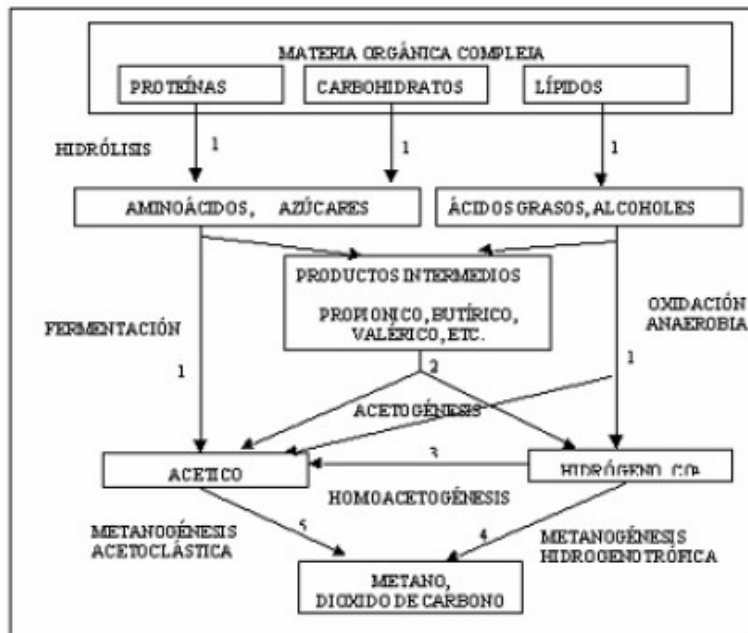 MATERIA ORGÁNICA COMPLEJA
PROTEÍNAS
CARBOHIDRATOS
LÍPIDOS
HIDRÓLISIS
1
1
1
AMINOÁCIDOS, AZÚCARES
ÁCIDOS GRASOS, ALCOHOLES
PRODUCTOS INTERMEDIOS
PROPIONICO, BUTÍRICO,
VALÉRICO, ETC.
FERMENTACIÓN
OXIDACIÓN
ANAEROBIA
1
2
1
ACETOGÉNESIS
ACETICO
3
HIDRÓGENO, CO₂
HOMOACETOGÉNESIS
METANOGÉNESIS
ACETOCLÁSTICA
5
4
METANOGÉNESIS
HIDROGENOTRÓFICA
METANO,
DIOXIDO DE CARBONO